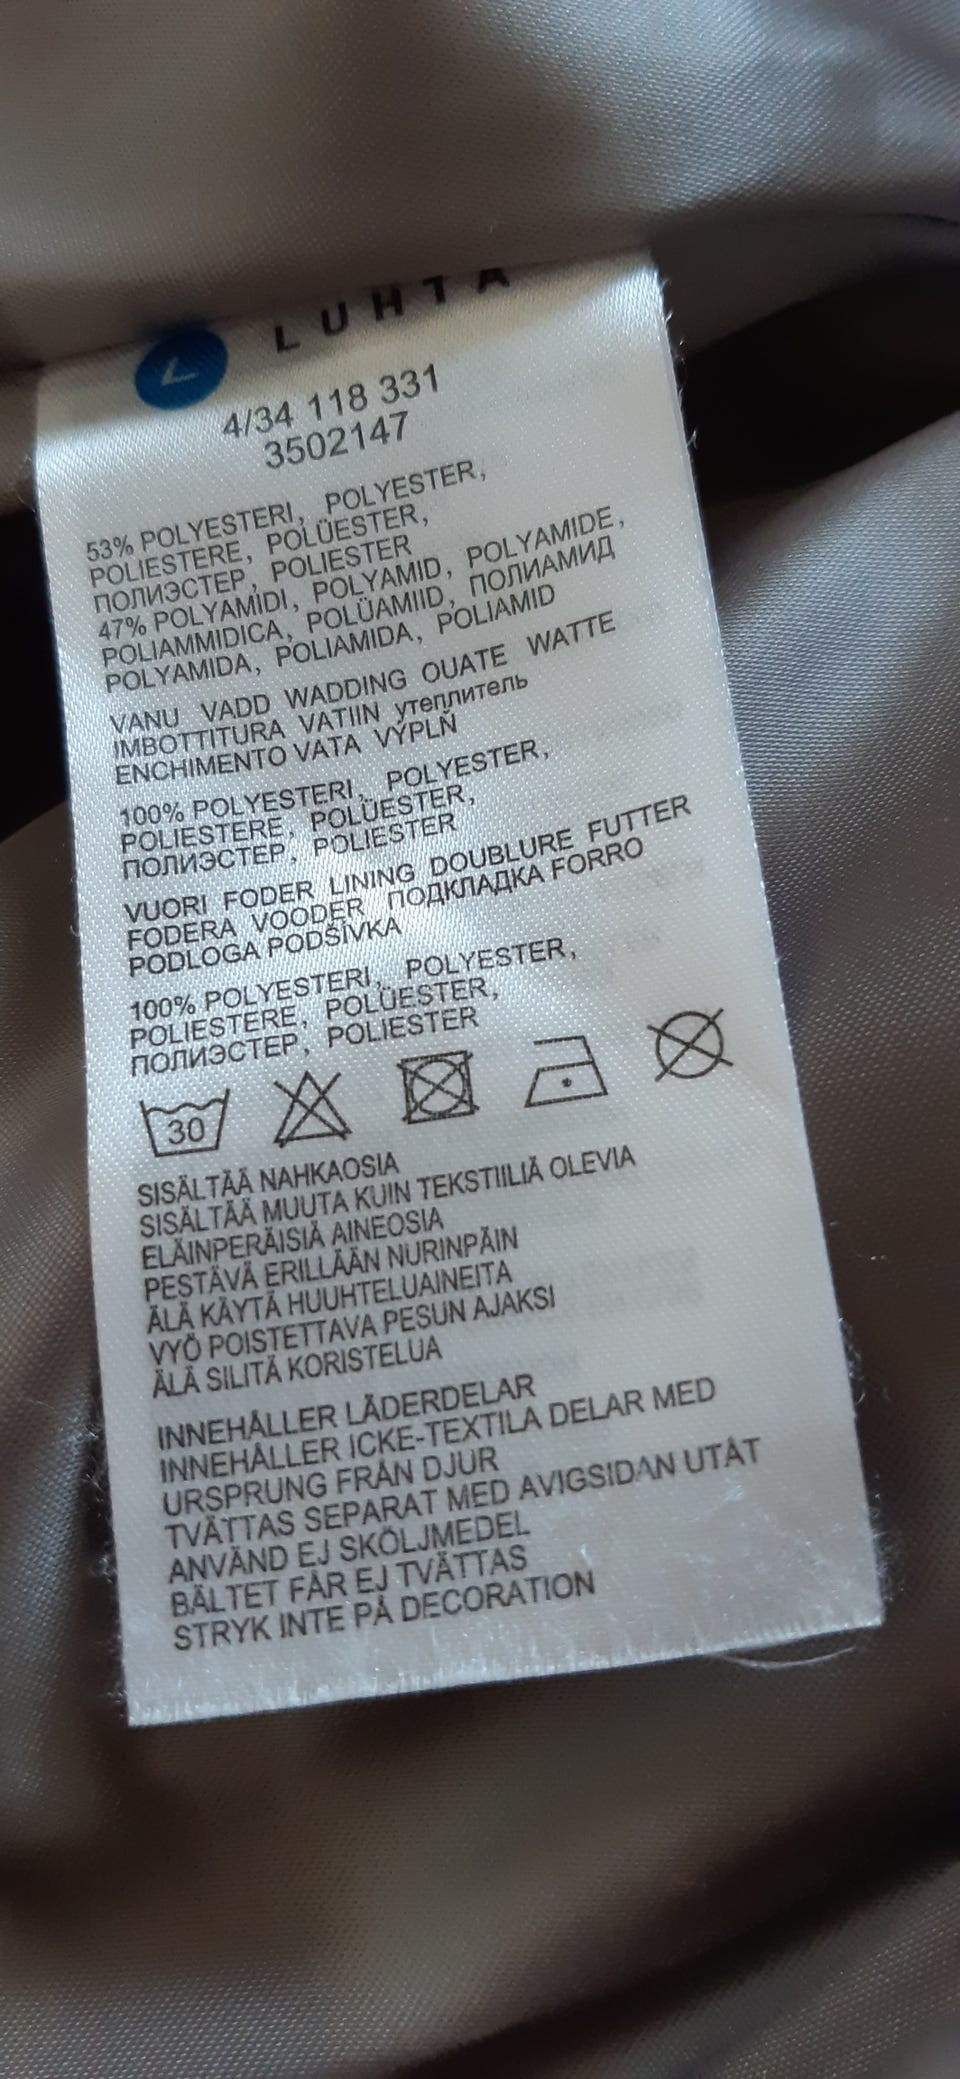 LUHTA
4/34 118 331
3502147
53% POLYESTERI, POLYESTER,
POLIESTERE, POLÜESTER,
ПОЛИЭСТЕР, POLIESTER
47% POLYAMIDI, POLYAMID, POLYAMIDE,
POLIAMMIDICA, POLÜAMIID, ПОЛИАМИД
POLYAMIDA, POLIAMIDA, POLIAMID
VANU VADD WADDING OUATE WATTE
IMBOTTITURA VATIIN утеплитель
ENCHIMENTO VATA VÝPLŇ
100% POLYESTERI, POLYESTER,
POLIESTERE, POLÜESTER,
ПОЛИЭСТЕР, POLIESTER
VUORI FODER LINING DOUBLURE FUTTER
FODERA VOODER ПОДКЛАДКА FORRO
PODLOGA PODŠÍVKA
100% POLYESTERI, POLYESTER,
POLIESTERE, POLÜESTER,
ПОЛИЭСТЕР, POLIESTER
30
SISÄLTÄÄ NAHKAOSIA
SISÄLTÄÄ MUUTA KUIN TEKSTIILIÄ OLEVIA
ELÄINPERÄISIÄ AINEOSIA
PESTÄVÄ ERILLÄÄN NURINPÄIN
ÄLÄ KÄYTÄ HUUHTELUAINEITA
VYÖ POISTETTAVA PESUN AJAKSI
ÄLÄ SILITÄ KORISTELUA
INNEHÅLLER LÄDERDELAR
INNEHÅLLER ICKE-TEXTILA DELAR MED
URSPRUNG FRÅN DJUR
TVÄTTAS SEPARAT MED AVIGSIDAN UTÅT
ANVÄND EJ SKÖLJMEDEL
BÄLTET FÅR EJ TVÄTTAS
STRYK INTE PÅ DECORATION